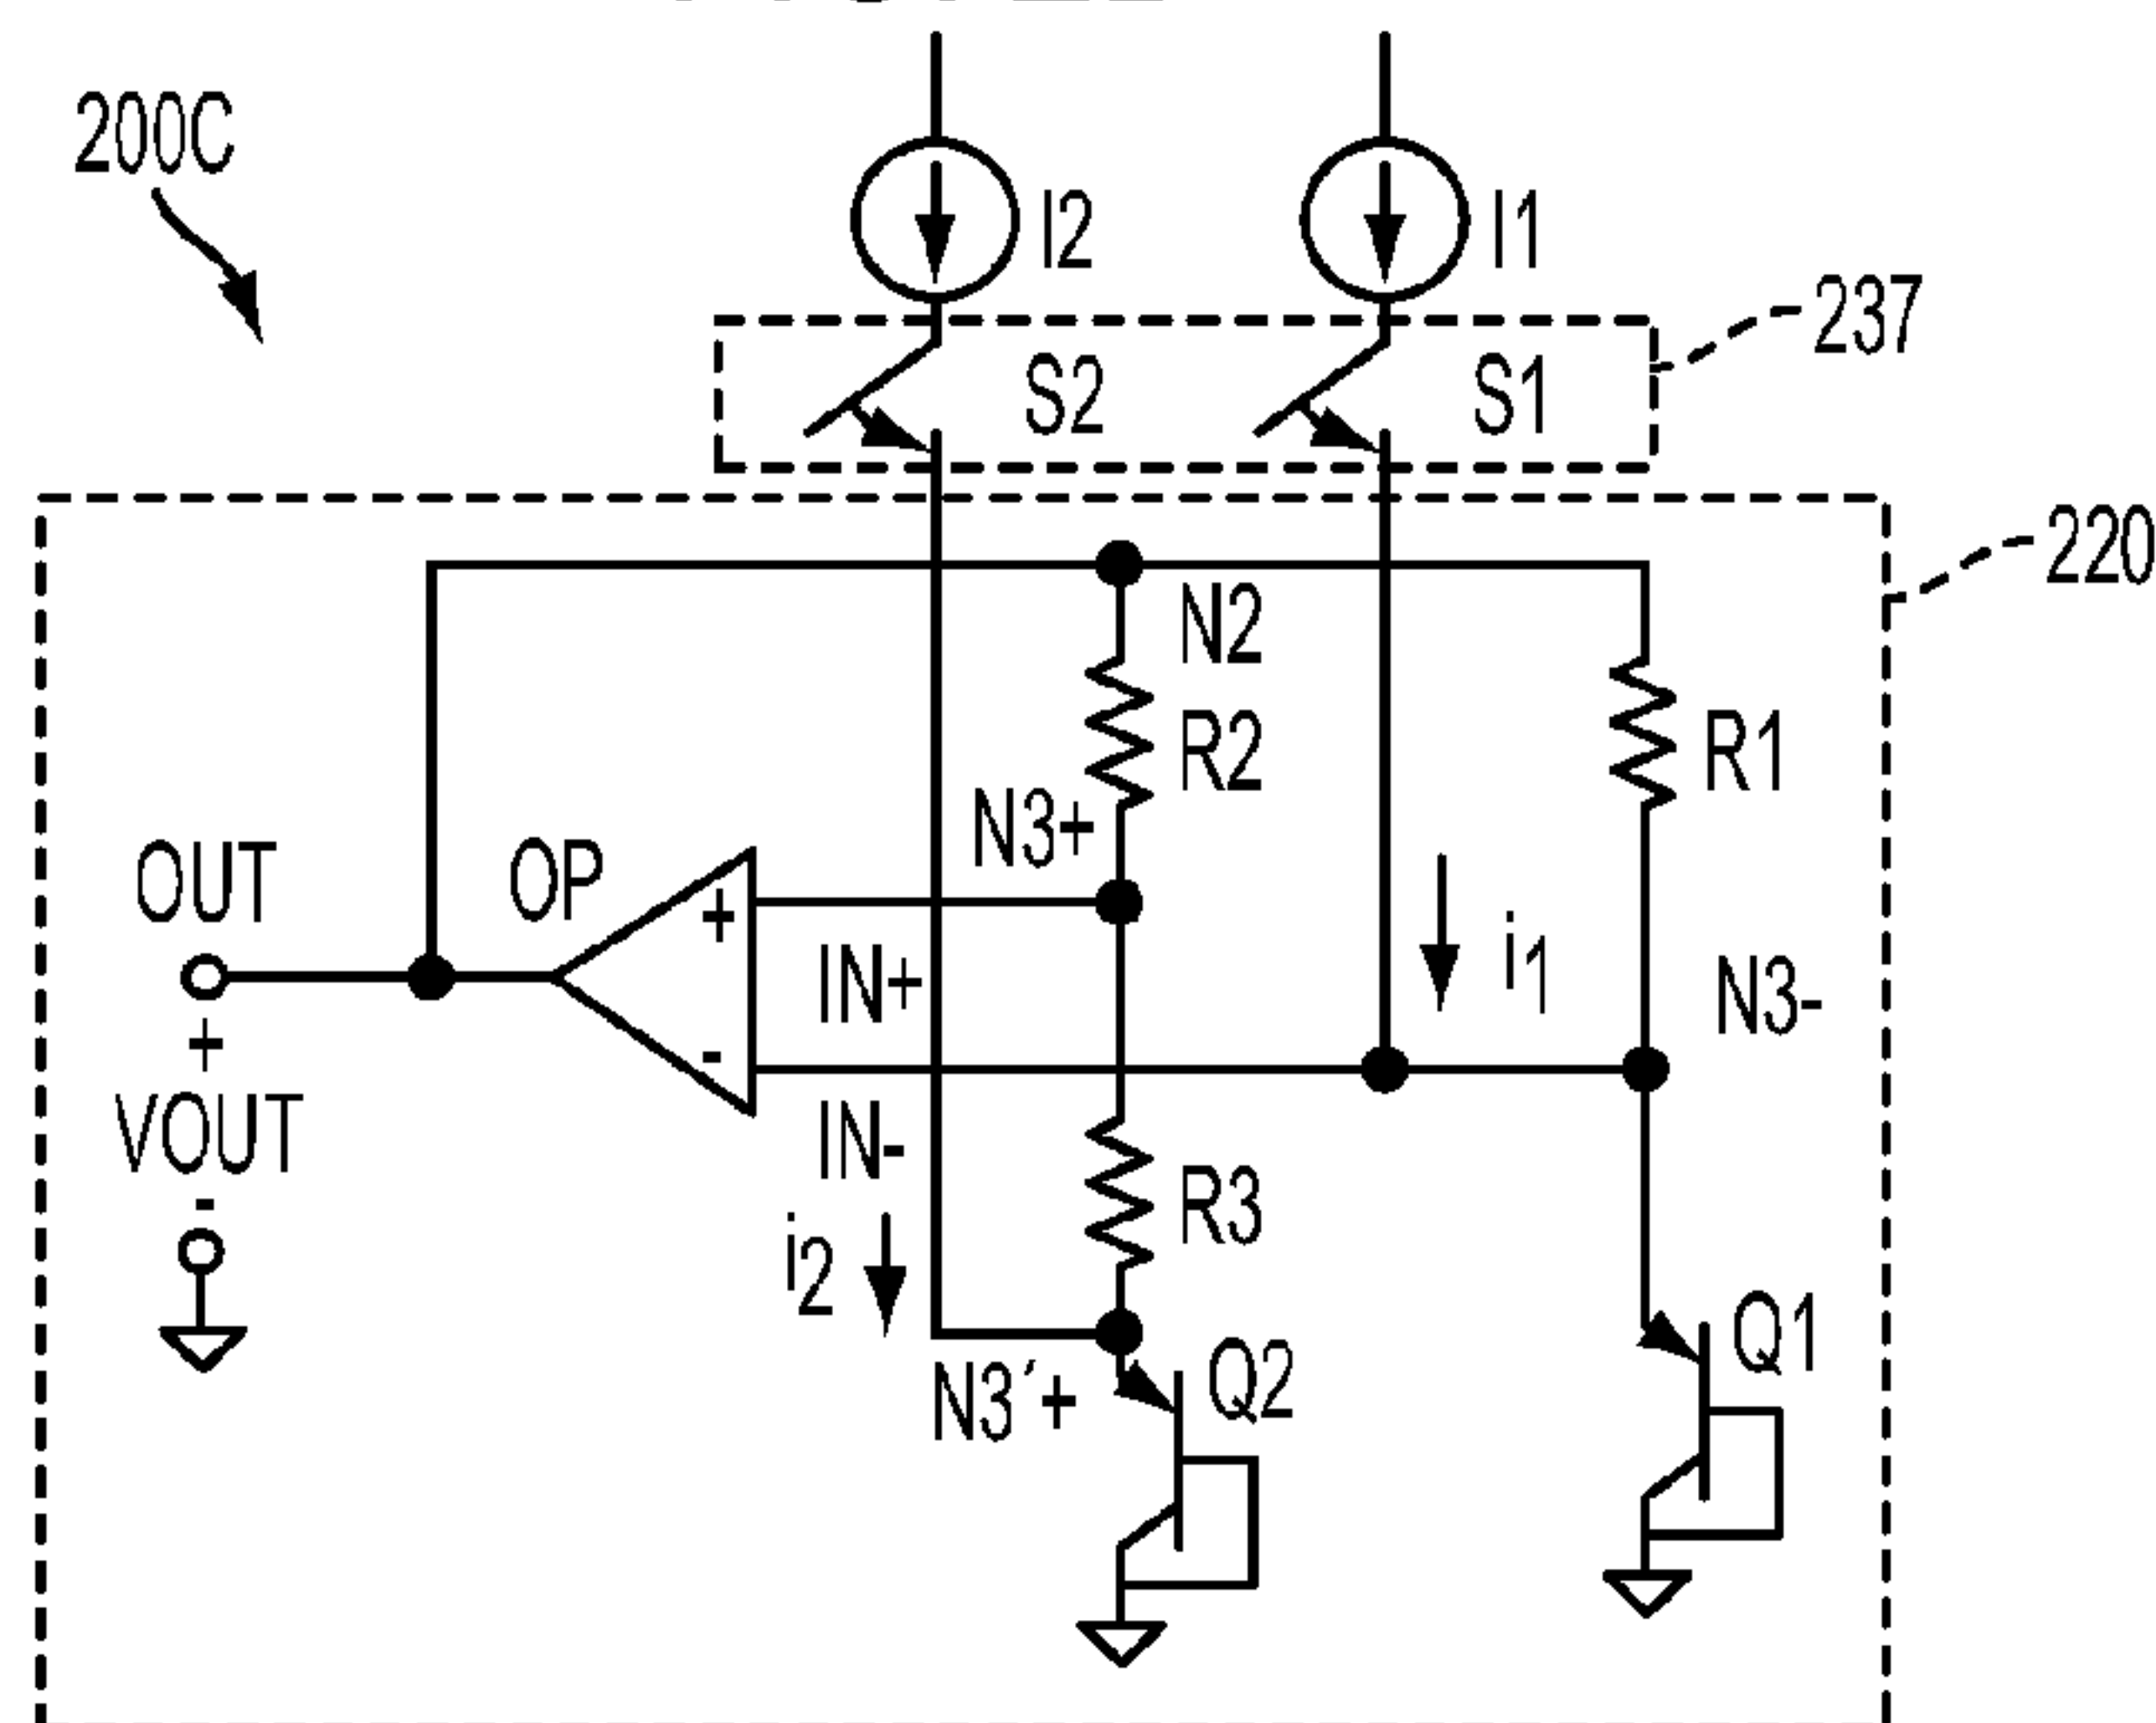 200C
I2
I1
237
S2
S1
220
N2
R2
R1
N3+
OUT
OP
+
IN+
i1
N3-
+
-
VOUT
IN-
-
R3
i2
Q1
Q2
N3´+